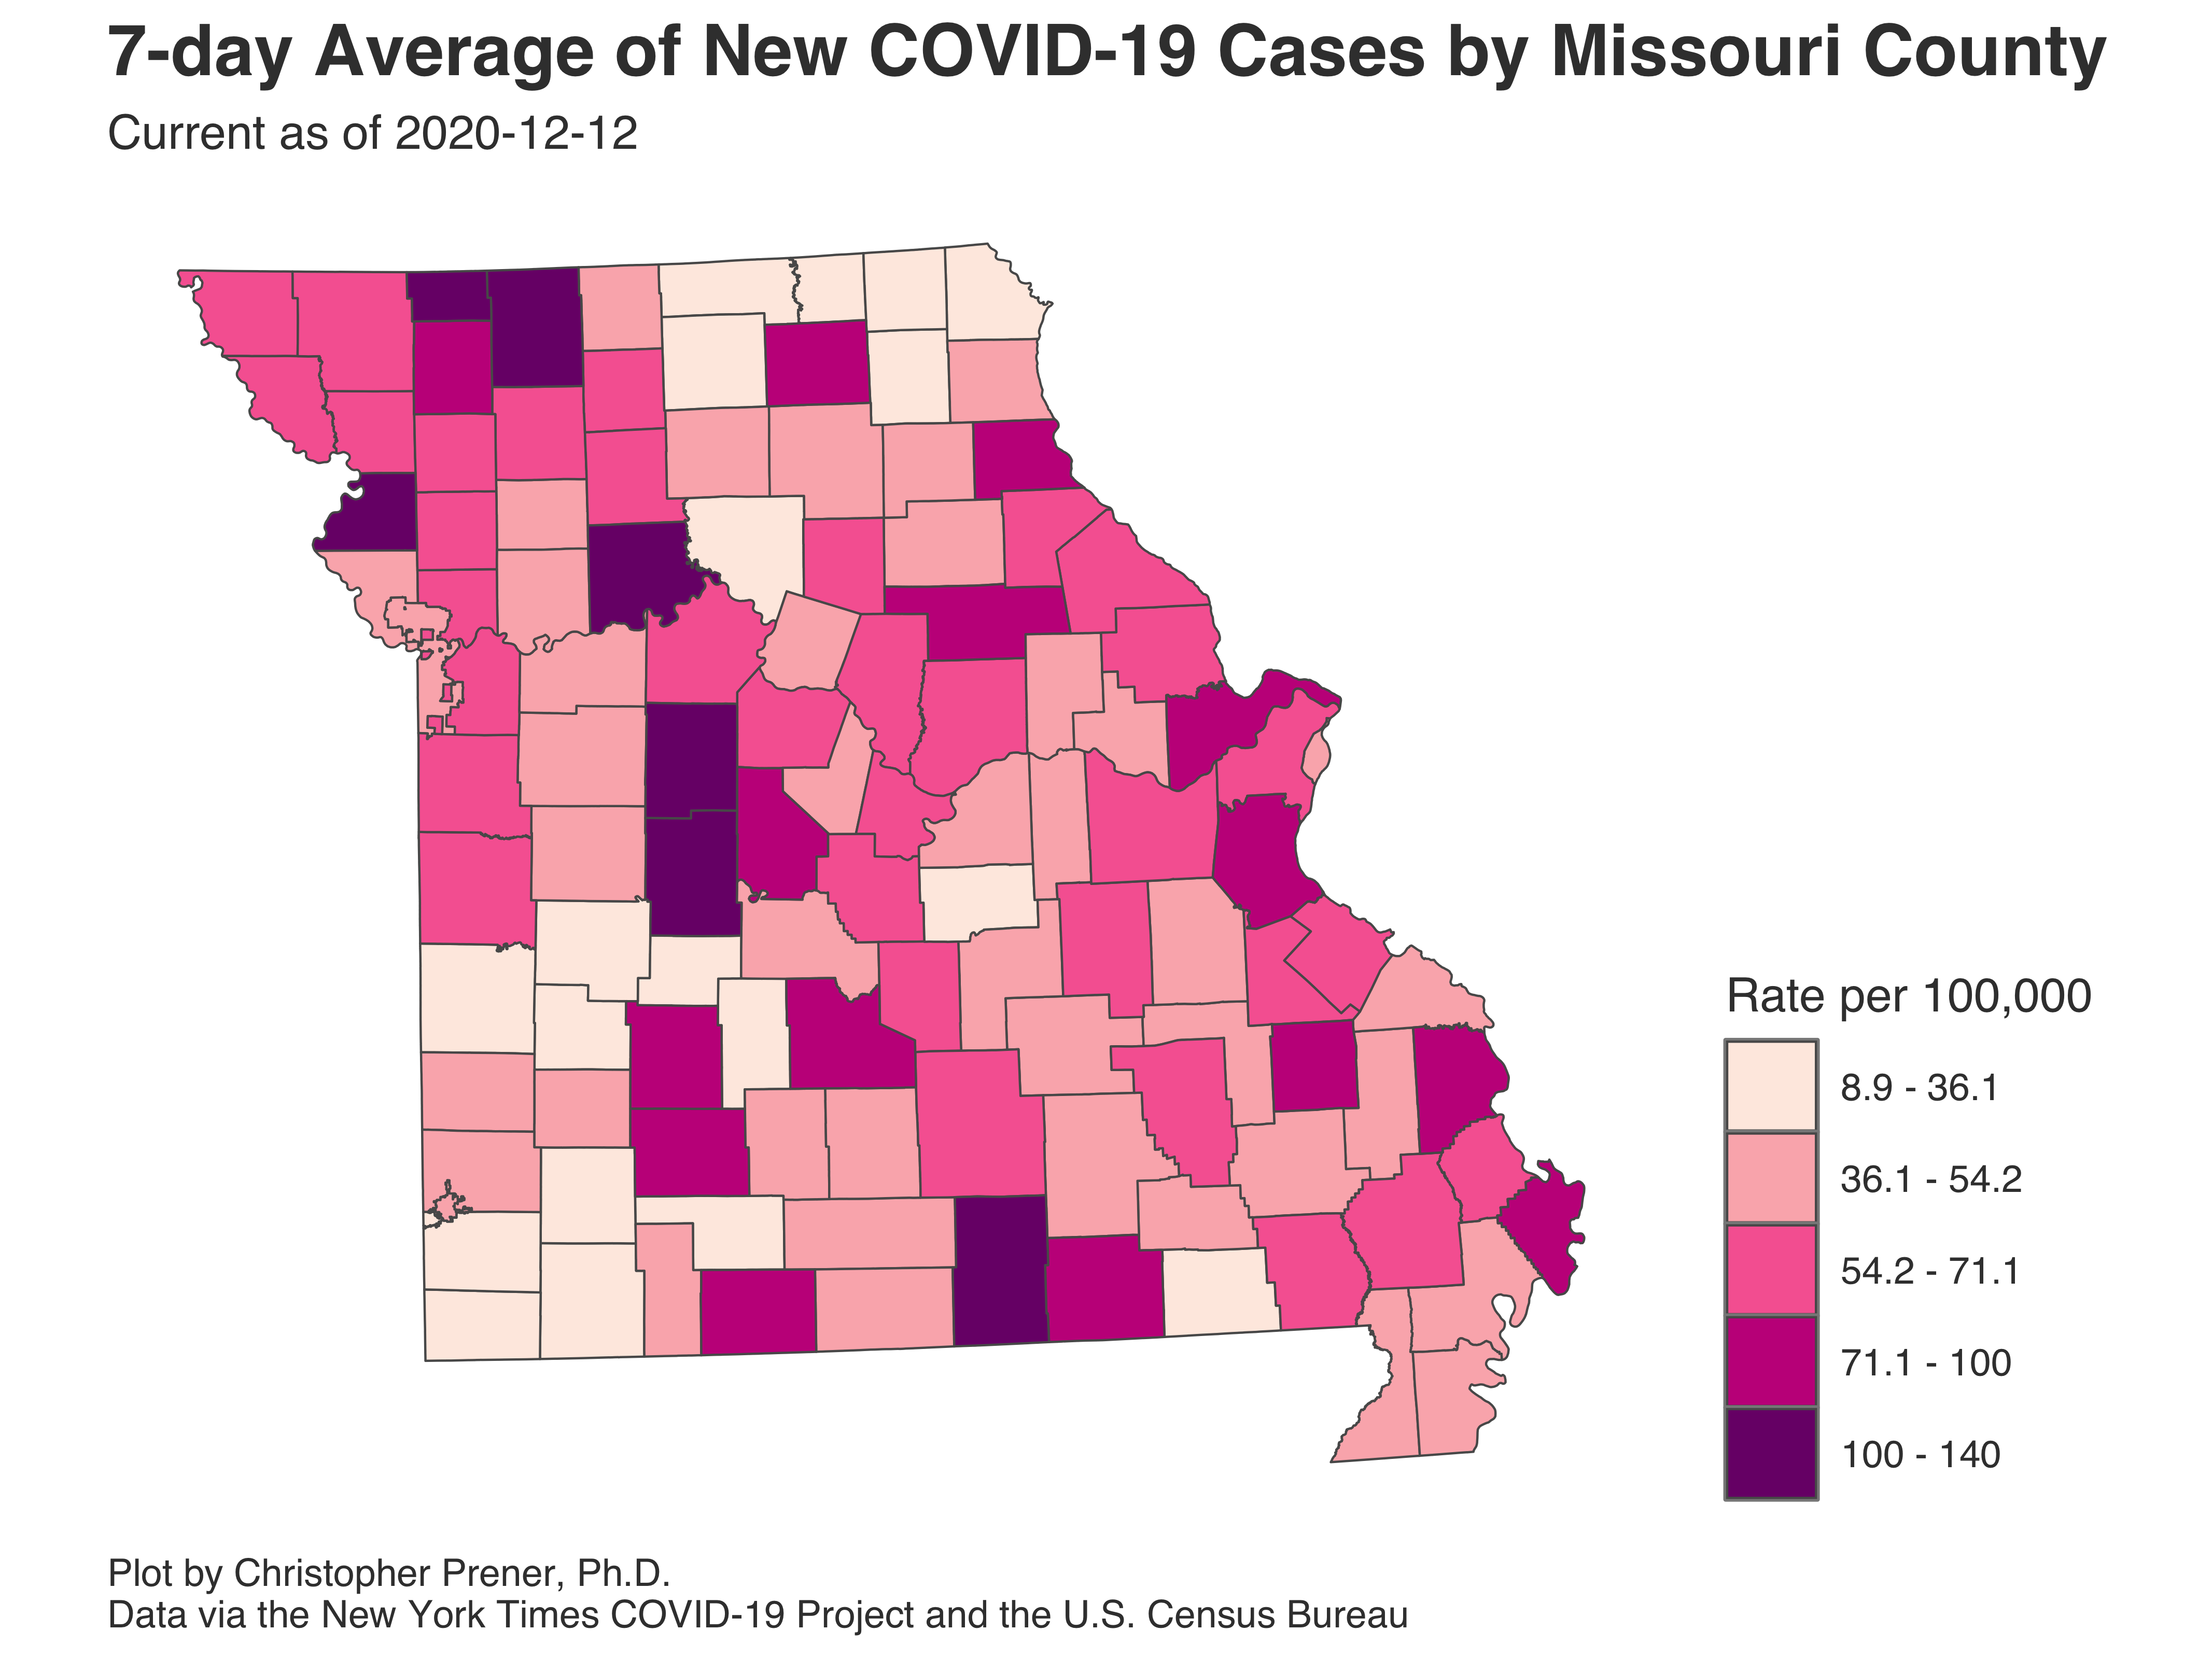 7-day Average of New COVID-19 Cases by Missouri County
Current as of 2020-12-12
Rate per 100,000
8.9 - 36.1
36.1 - 54.2
54.2 - 71.1
71.1 - 100
100 - 140
Plot by Christopher Prener, Ph.D.
Data via the New York Times COVID-19 Project and the U.S. Census Bureau